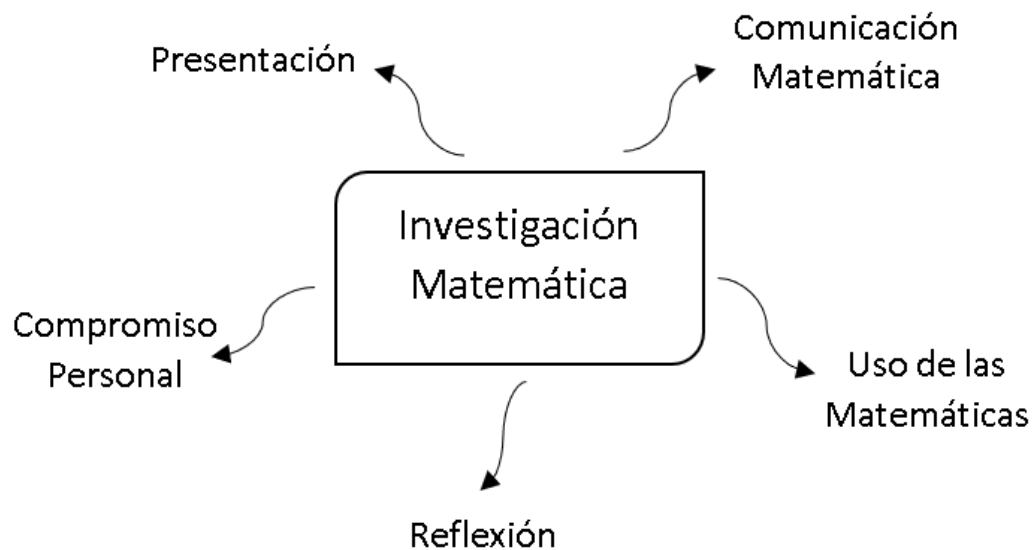 Presentación
Comunicación
Matemática
Investigación
Matemática
Compromiso
Personal
Uso de las
Matemáticas
Reflexión